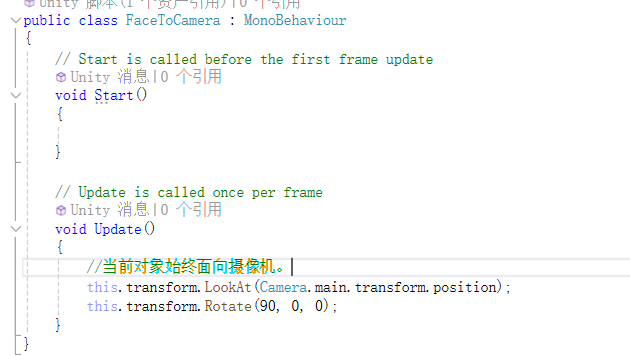 Unity 脚本(1 个资产引用)|0 个引用
public class FaceToCamera : MonoBehaviour
{
// Start is called before the first frame update
Unity 消息|0 个引用
void Start()
{
}
// Update is called once per frame
Unity 消息|0 个引用
void Update()
{
//当前对象始终面向摄像机。
this.transform.LookAt(Camera.main.transform.position);
this.transform.Rotate(90, 0, 0);
}
}